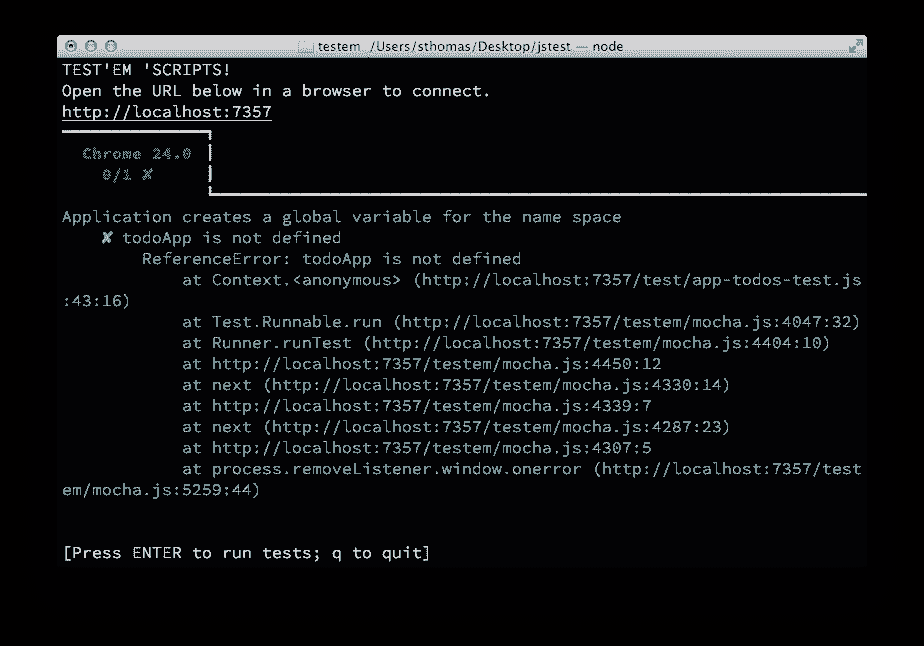 testem /Users/sthomas/Desktop/jstest — node
TEST'EM 'SCRIPTS!
Open the URL below in a browser to connect.
http://localhost:7357
Chrome 24.0
0/1 ✘
Application creates a global variable for the name space
✘ todoApp is not defined
ReferenceError: todoApp is not defined
at Context.<anonymous> (http://localhost:7357/test/app-todos-test.js
:43:16)
at Test.Runnable.run (http://localhost:7357/testem/mocha.js:4047:32)
at Runner.runTest (http://localhost:7357/testem/mocha.js:4404:10)
at http://localhost:7357/testem/mocha.js:4450:12
at next (http://localhost:7357/testem/mocha.js:4330:14)
at http://localhost:7357/testem/mocha.js:4339:7
at next (http://localhost:7357/testem/mocha.js:4287:23)
at http://localhost:7357/testem/mocha.js:4307:5
at process.removeListener.window.onerror (http://localhost:7357/test
em/mocha.js:5259:44)
[Press ENTER to run tests; q to quit]